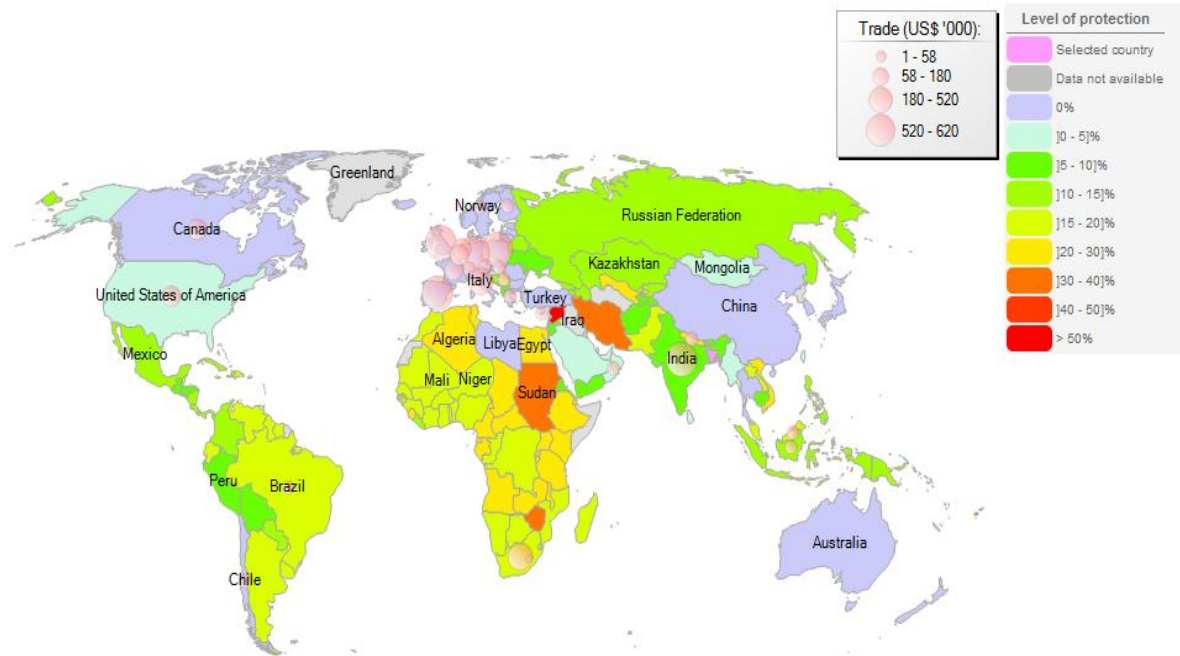 Trade (US$ '000):
1 - 58
58 - 180
180 - 520
520 - 620
Level of protection
Selected country
Data not available
0%
]0 - 5]%
]5 - 10]%
]10 - 15]%
]15 - 20]%
]20 - 30]%
]30 - 40]%
]40 - 50]%
> 50%
Greenland
Norway
Canada
Russian Federation
Kazakhstan
Mongolia
Italy
United States of America
Turkey
China
Iraq
Mexico
Algeria
Libya
Egypt
India
Mali
Niger
Sudan
Peru
Brazil
Australia
Chile